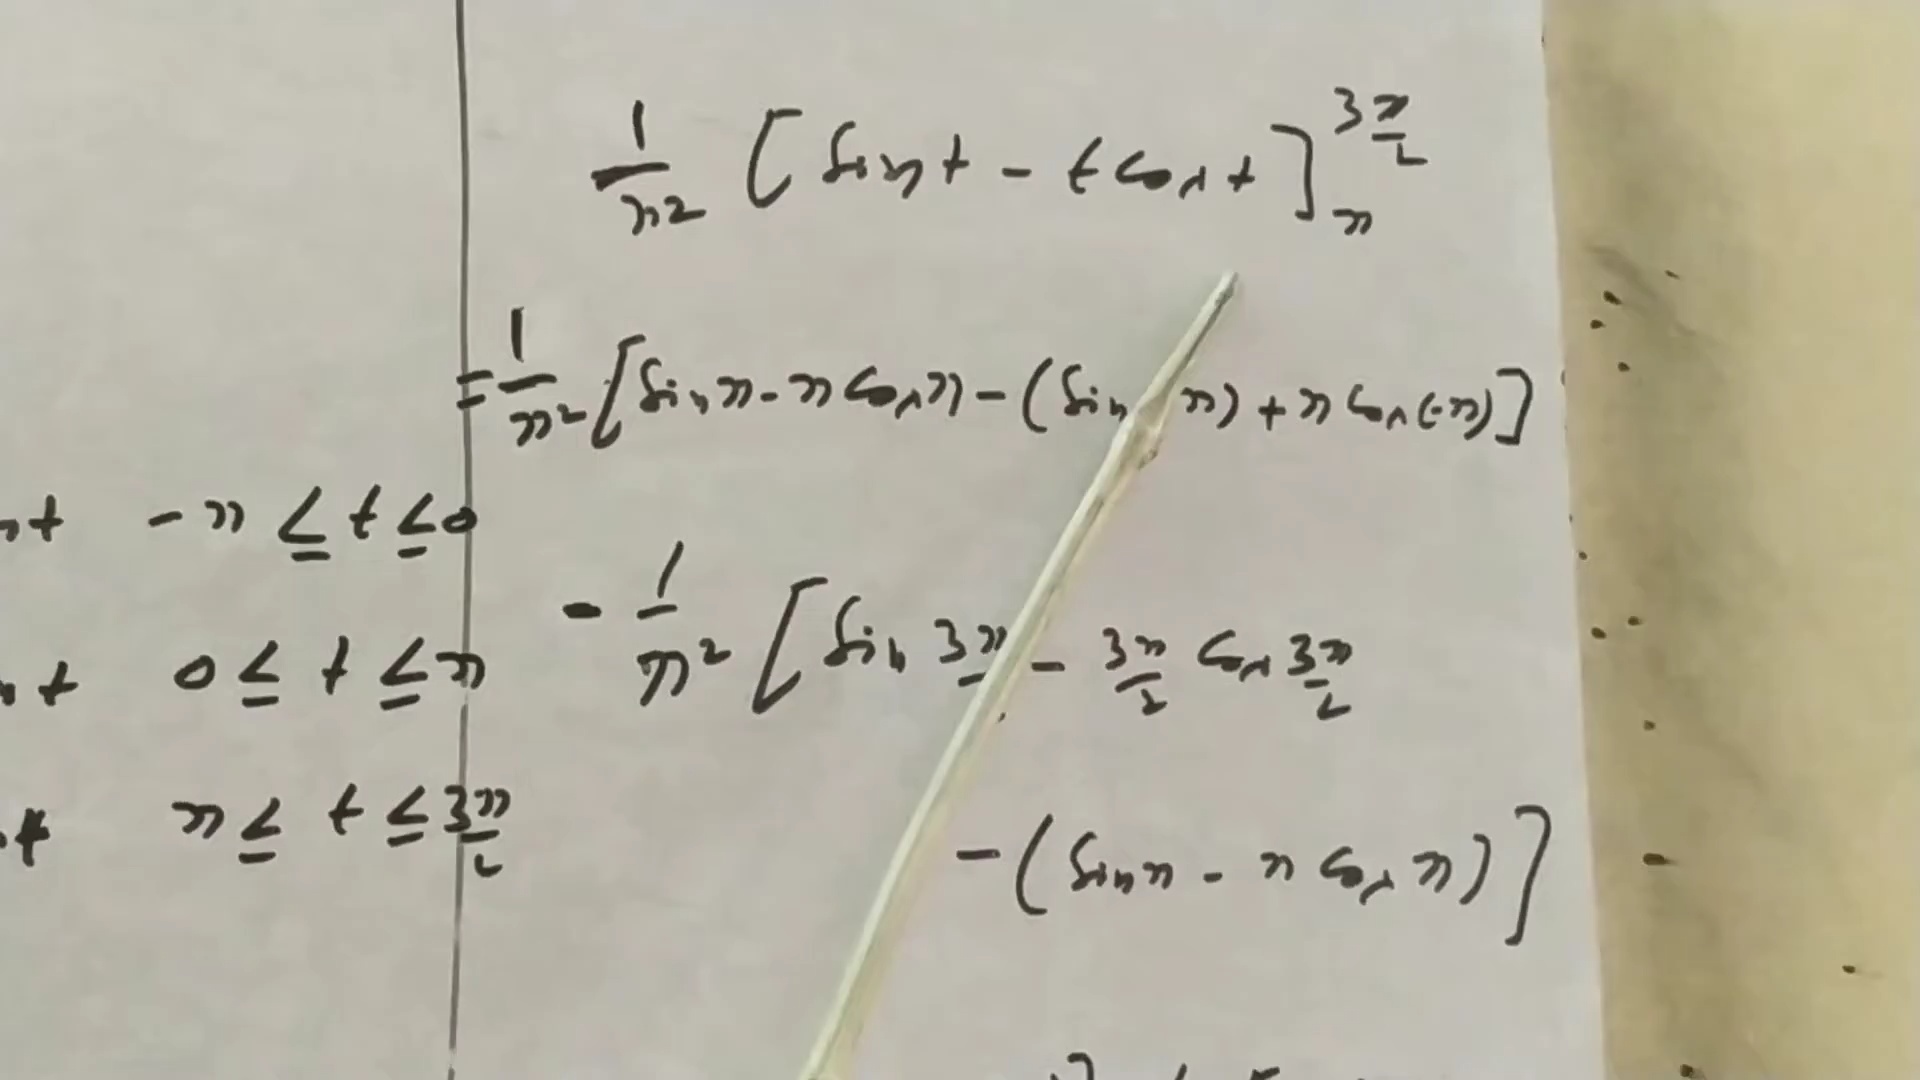 t -π ≤ t ≤ 0
t 0 ≤ t ≤ π
t π ≤ t ≤ 3π/2
1/π² [ Sin t - t Cos t ]_π^{3π/2}
= 1/π² [ Sin π - π Cos π - ( Sin π) + π Cos (-π) ]
- 1/π² [ Sin 3π - 3π/2 Cos 3π/2
- ( Sin π - π Cos π ) ]